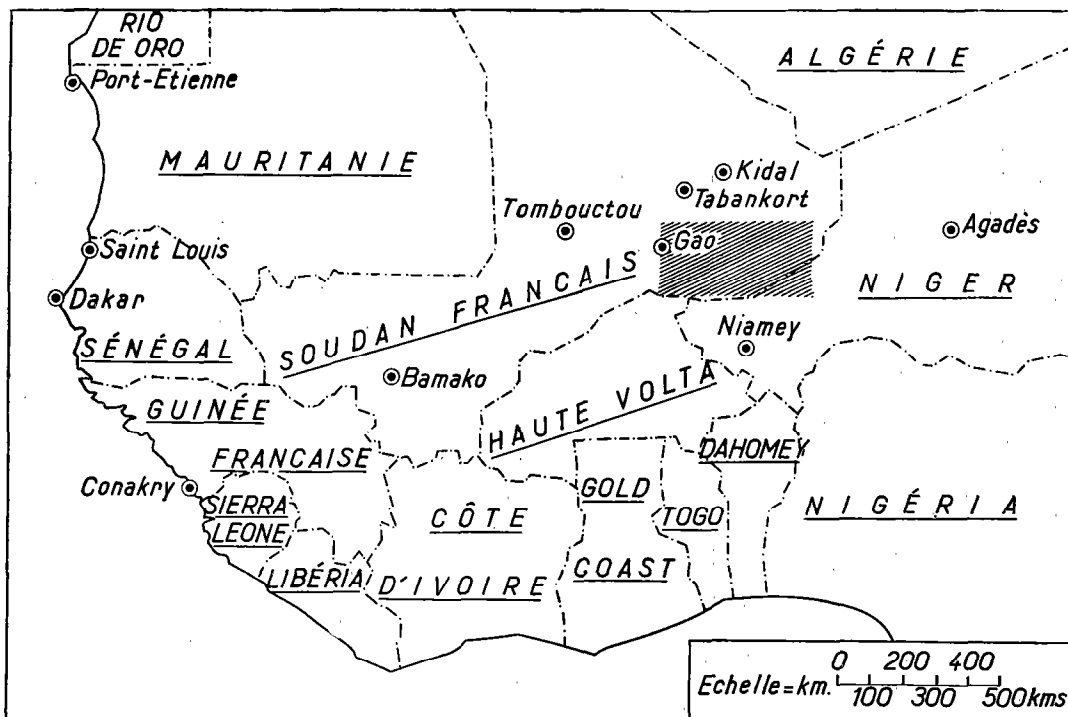 RIO
DE ORO
Port-Etienne
ALGÉRIE
MAURITANIE
Kidal
Tabankort
Tombouctou
Gao
Agadès
Saint Louis
Dakar
SOUDAN FRANCAIS
NIGER
Niamey
SÉNÉGAL
Bamako
GUINÉE
FRANCAISE
HAUTE VOLTA
DAHOMEY
Conakry
SIERRA
LEONE
CÔTE
GOLD
TOGO
NIGÉRIA
LIBÉRIA
D'IVOIRE
COAST
0 200 400
Echelle=km.
100 300 500kms